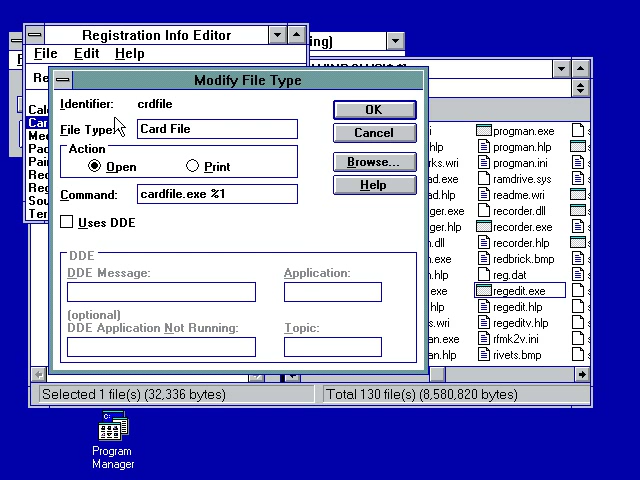 Registration Info Editor
File Edit Help
Modify File Type
Identifier: crdfile
File Type: Card File
Action
Open Print
Command: cardfile.exe %1
Uses DDE
DDE
DDE Message: Application:
(optional)
DDE Application Not Running: Topic:
OK
Cancel
Browse...
Help
progman.exe
progman.hlp
progman.ini
ramdrive.sys
readme.wri
recorder.dll
recorder.exe
recorder.hlp
redbrick.bmp
reg.dat
regedit.exe
regedit.hlp
regeditv.hlp
rfmk2v.ini
rivets.bmp
Selected 1 file(s) (32,336 bytes) Total 130 file(s) (8,580,820 bytes)
Program
Manager